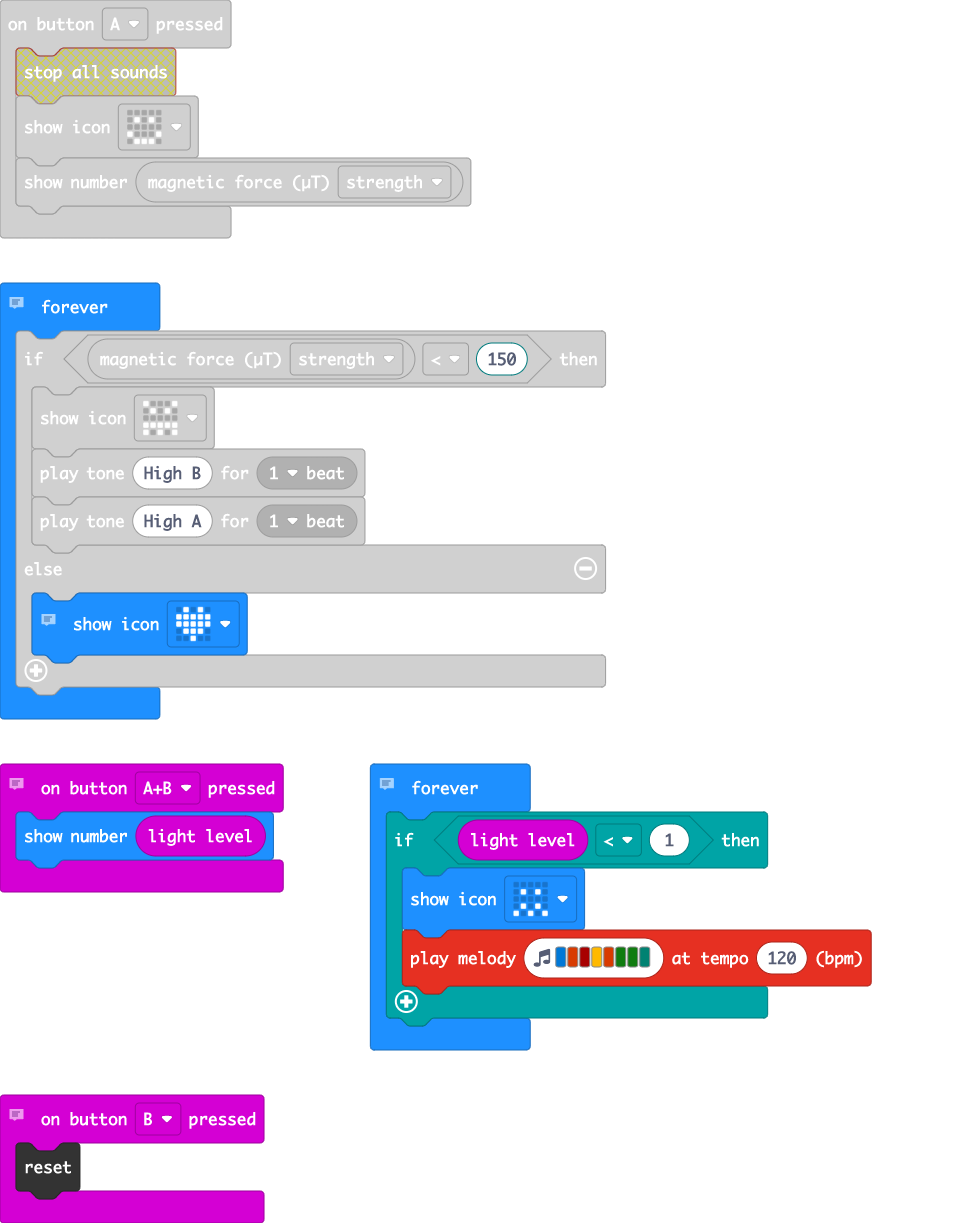 on button A pressed
stop all sounds
show icon
show number magnetic force (µT) strength
forever
if magnetic force (µT) strength < 150 then
show icon
play tone High B for 1 beat
play tone High A for 1 beat
else
show icon
on button A+B pressed
show number light level
forever
if light level < 1 then
show icon
play melody at tempo 120 (bpm)
on button B pressed
reset